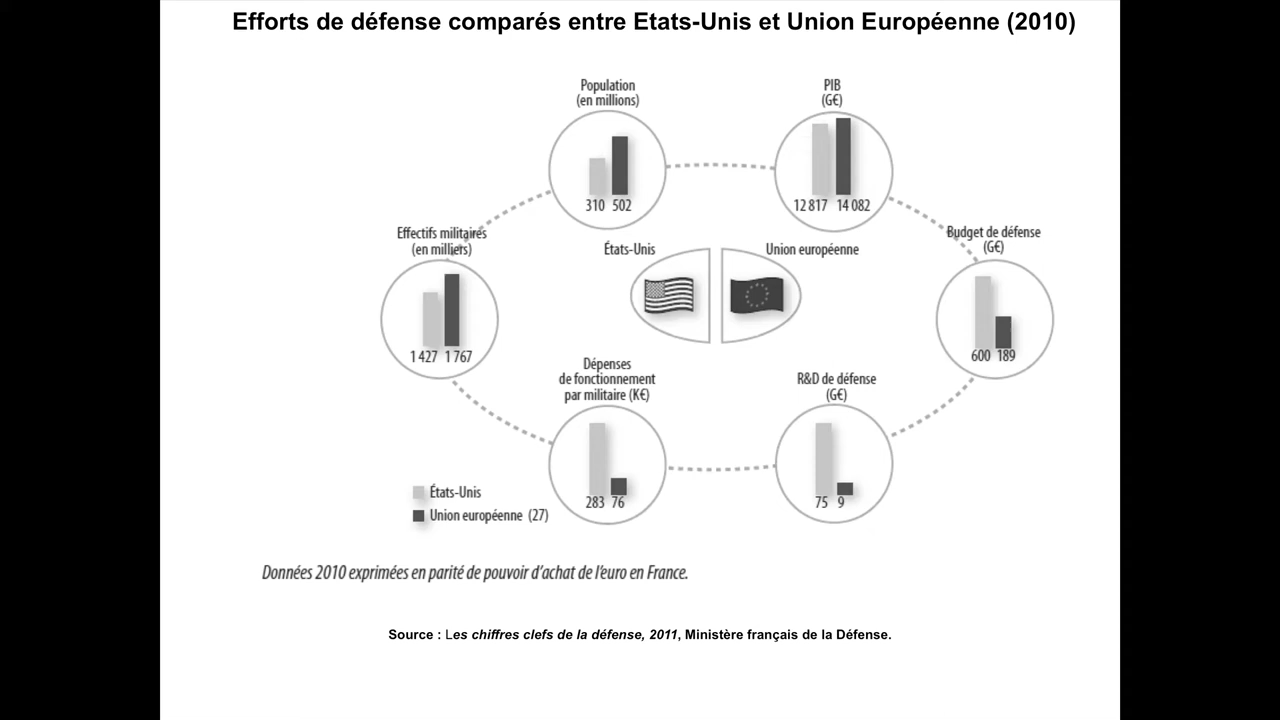 Efforts de défense comparés entre Etats-Unis et Union Européenne (2010)
Population
(en millions)
310 502
PIB
(G€)
12 817 14 082
Effectifs militaires
(en milliers)
1 427 1 767
États-Unis
Union européenne
Budget de défense
(G€)
600 189
Dépenses
de fonctionnement
par militaire (K€)
283 76
R&D de défense
(G€)
75 9
États-Unis
Union européenne (27)
Données 2010 exprimées en parité de pouvoir d'achat de l'euro en France.
Source : Les chiffres clefs de la défense, 2011, Ministère français de la Défense.